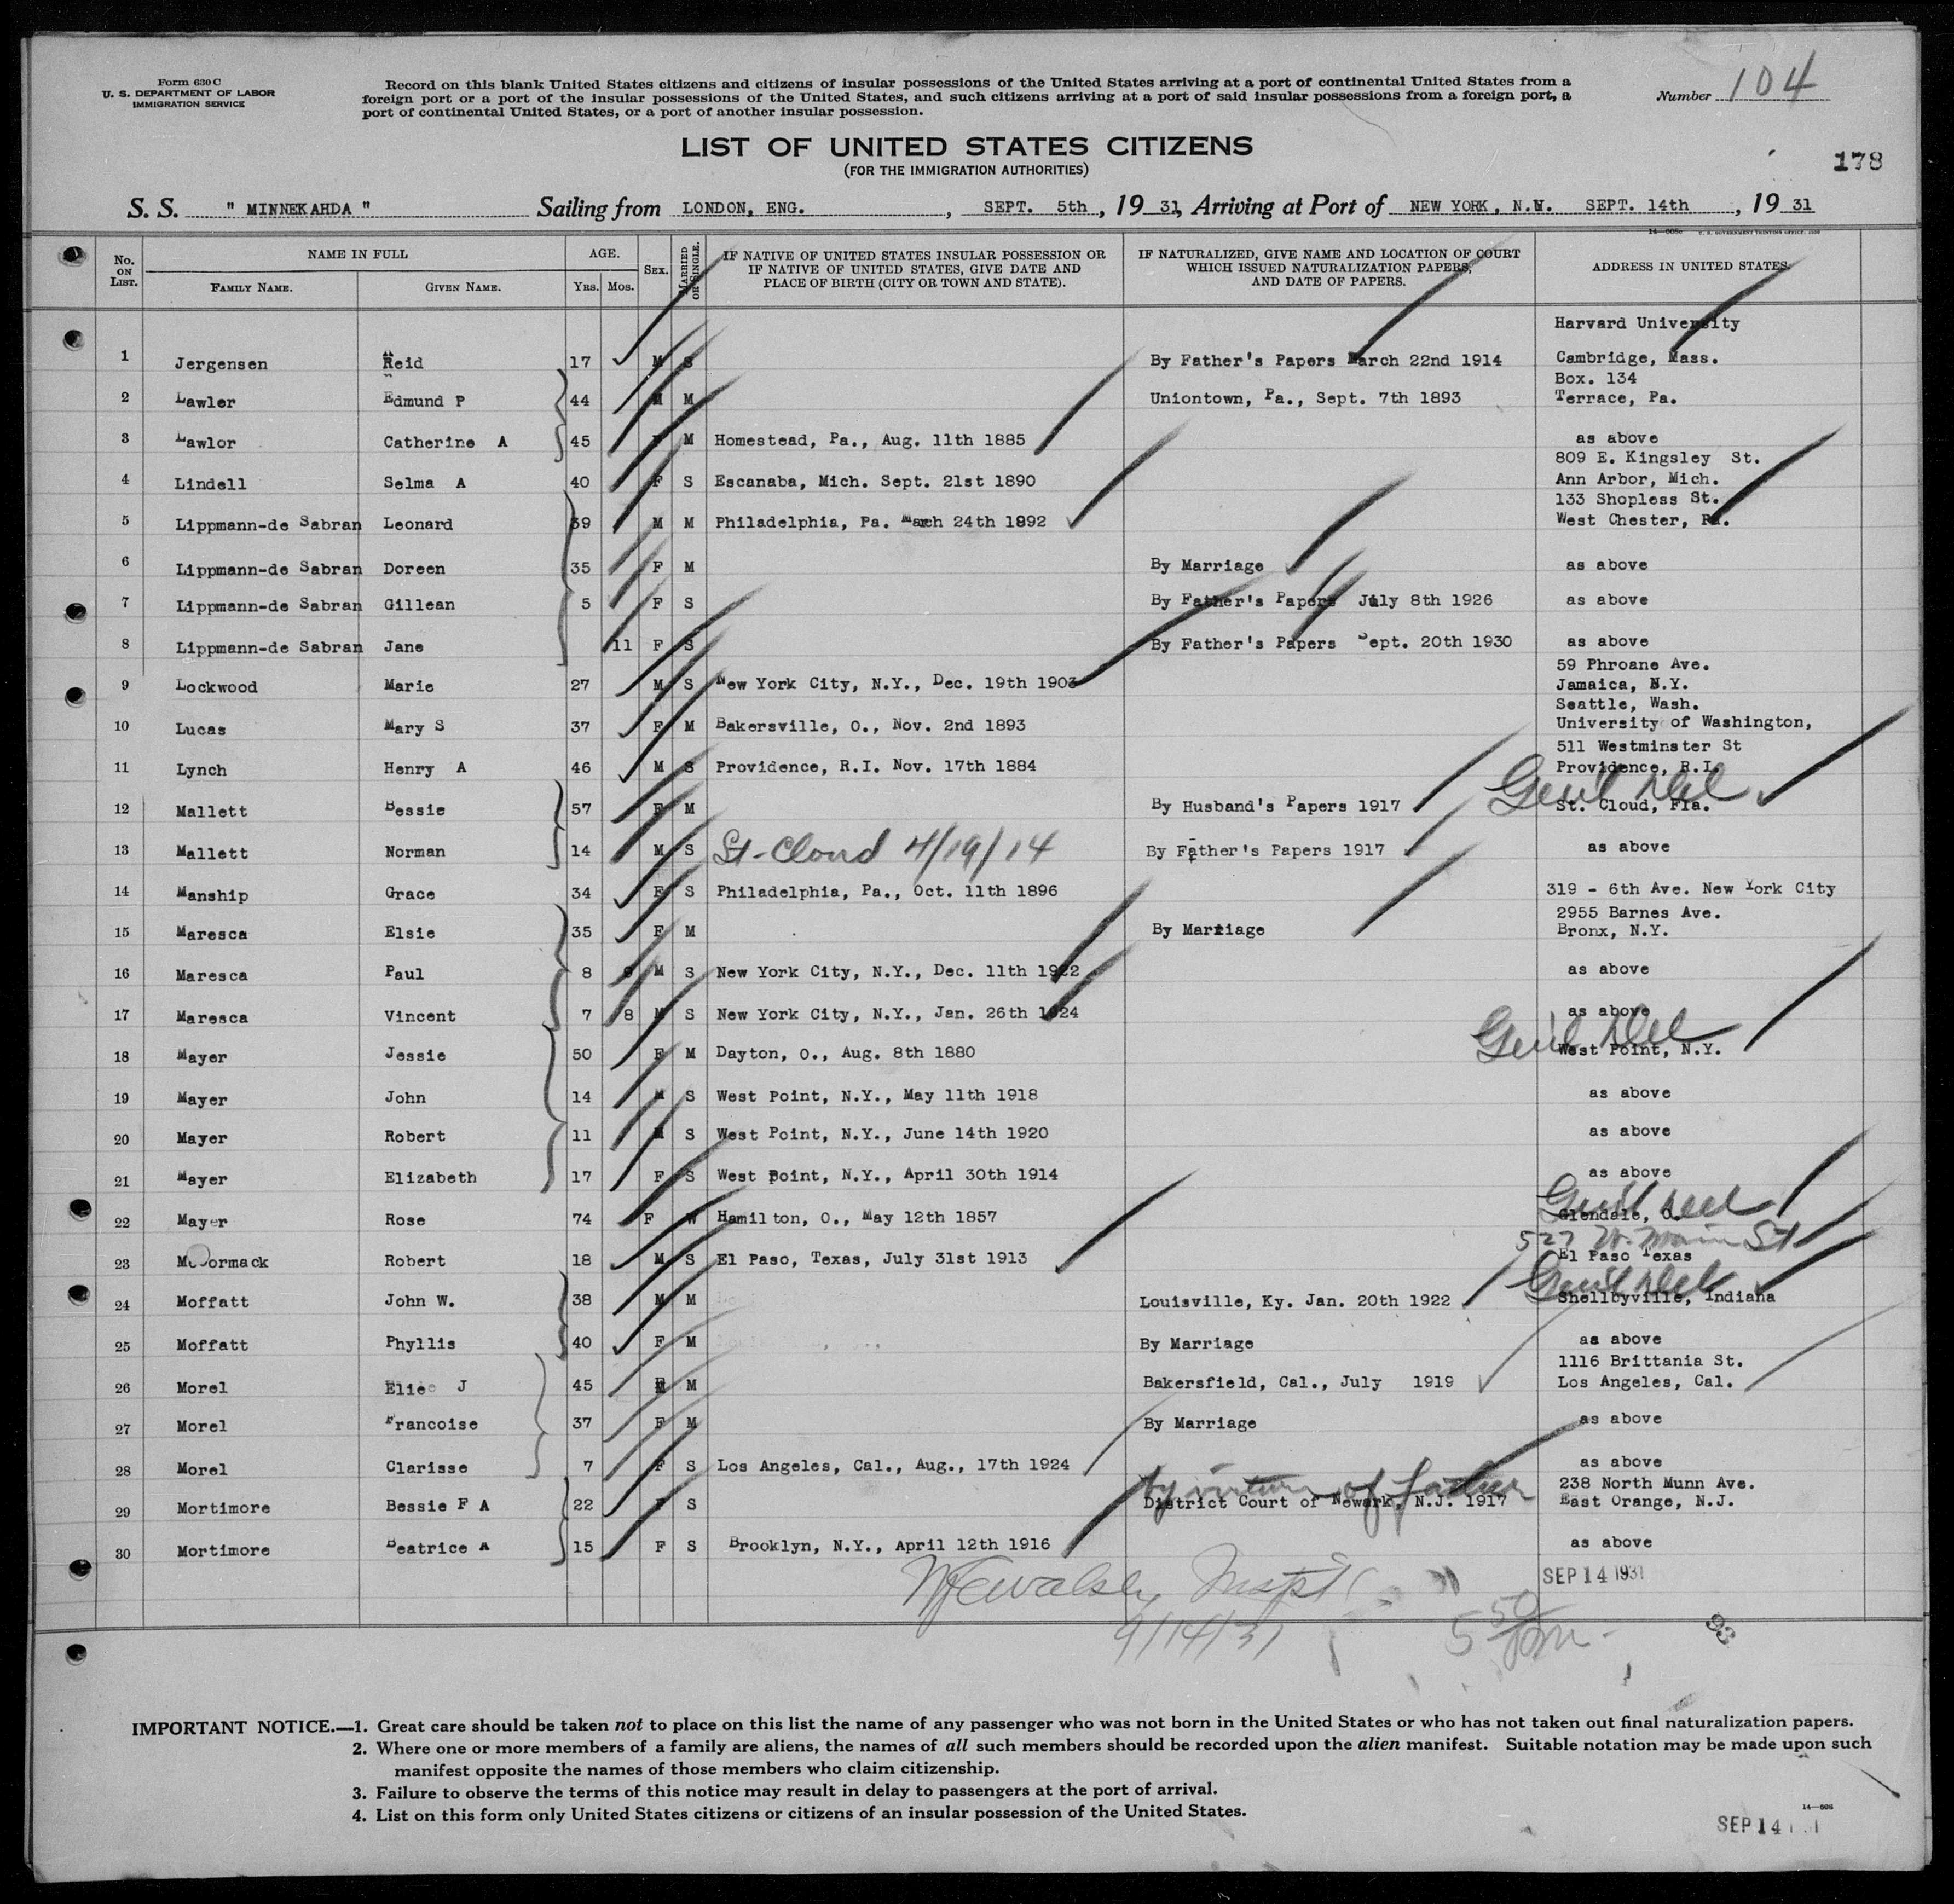 Form 630 C
U. S. DEPARTMENT OF LABOR
IMMIGRATION SERVICE
Record on this blank United States citizens and citizens of insular possessions of the United States arriving at a port of continental United States from a
foreign port or a port of the insular possessions of the United States, and such citizens arriving at a port of said insular possessions from a foreign port, a
port of continental United States, or a port of another insular possession.
Number 104
LIST OF UNITED STATES CITIZENS
(FOR THE IMMIGRATION AUTHORITIES)
178
S. S. " MINNEKAHDA " Sailing from LONDON, ENG. , SEPT. 5th , 19 31, Arriving at Port of NEW YORK, N.Y. SEPT. 14th , 19 31
No. ON LIST. NAME IN FULL AGE. SEX. MARRIED OR SINGLE. IF NATIVE OF UNITED STATES INSULAR POSSESSION OR IF NATIVE OF UNITED STATES, GIVE DATE AND PLACE OF BIRTH (CITY OR TOWN AND STATE). IF NATURALIZED, GIVE NAME AND LOCATION OF COURT WHICH ISSUED NATURALIZATION PAPERS, AND DATE OF PAPERS. ADDRESS IN UNITED STATES.
FAMILY NAME. GIVEN NAME. YRS. MOS.
Harvard University
1 Jergensen Reid 17 M S By Father's Papers March 22nd 1914 Cambridge, Mass.
Box. 134
2 Lawler Edmund P 44 M M Uniontown, Pa., Sept. 7th 1893 Terrace, Pa.
3 Lawlor Catherine A 45 F M Homestead, Pa., Aug. 11th 1885 as above
809 E. Kingsley St.
4 Lindell Selma A 40 F S Escanaba, Mich. Sept. 21st 1890 Ann Arbor, Mich.
133 Shopless St.
5 Lippmann-de Sabran Leonard 39 M M Philadelphia, Pa. March 24th 1892 West Chester, Pa.
6 Lippmann-de Sabran Doreen 35 F M By Marriage as above
7 Lippmann-de Sabran Gillean 5 F S By Father's Papers July 8th 1926 as above
8 Lippmann-de Sabran Jane 11 F S By Father's Papers Sept. 20th 1930 as above
59 Phroane Ave.
9 Lockwood Marie 27 M S New York City, N.Y., Dec. 19th 1903 Jamaica, N.Y.
Seattle, Wash.
10 Lucas Mary S 37 F M Bakersville, O., Nov. 2nd 1893 University of Washington,
511 Westminster St
11 Lynch Henry A 46 M S Providence, R.I. Nov. 17th 1884 Providence, R.I.
Gen'l Del
12 Mallett Bessie 57 F M By Husband's Papers 1917 St. Cloud, Fla.
13 Mallett Norman 14 M S St-Cloud 4/19/14 By Father's Papers 1917 as above
14 Manship Grace 34 F S Philadelphia, Pa., Oct. 11th 1896 319 - 6th Ave. New York City
2955 Barnes Ave.
15 Maresca Elsie 35 F M By Marriage Bronx, N.Y.
16 Maresca Paul 8 9 M S New York City, N.Y., Dec. 11th 1922 as above
17 Maresca Vincent 7 8 M S New York City, N.Y., Jan. 26th 1924 as above
Gen'l Del
18 Mayer Jessie 50 F M Dayton, O., Aug. 8th 1880 West Point, N.Y.
19 Mayer John 14 M S West Point, N.Y., May 11th 1918 as above
20 Mayer Robert 11 M S West Point, N.Y., June 14th 1920 as above
21 Mayer Elizabeth 17 F S West Point, N.Y., April 30th 1914 as above
Gen'l Del
22 Mayer Rose 74 F W Hamilton, O., May 12th 1857 Glendale, O.
527 W. Main St
23 McCormack Robert 18 M S El Paso, Texas, July 31st 1913 El Paso Texas
Gen'l Del
24 Moffatt John W. 38 M M Louisville, Ky. Jan. 20th 1922 Shelbyville, Indiana
25 Moffatt Phyllis 40 F M By Marriage as above
1116 Brittania St.
26 Morel Elie J 45 M M Bakersfield, Cal., July 1919 Los Angeles, Cal.
27 Morel Francoise 37 F M By Marriage as above
28 Morel Clarisse 7 F S Los Angeles, Cal., Aug., 17th 1924 as above
by virture of father 238 North Munn Ave.
29 Mortimore Bessie F A 22 F S District Court of Newark, N.J. 1917 East Orange, N.J.
30 Mortimore Beatrice A 15 F S Brooklyn, N.Y., April 12th 1916 as above
SEP 14 1931
Walsh, Inspt
9/14/31 5 50 pm
93
IMPORTANT NOTICE.—1. Great care should be taken not to place on this list the name of any passenger who was not born in the United States or who has not taken out final naturalization papers.
2. Where one or more members of a family are aliens, the names of all such members should be recorded upon the alien manifest. Suitable notation may be made upon such
manifest opposite the names of those members who claim citizenship.
3. Failure to observe the terms of this notice may result in delay to passengers at the port of arrival.
4. List on this form only United States citizens or citizens of an insular possession of the United States.
SEP 14